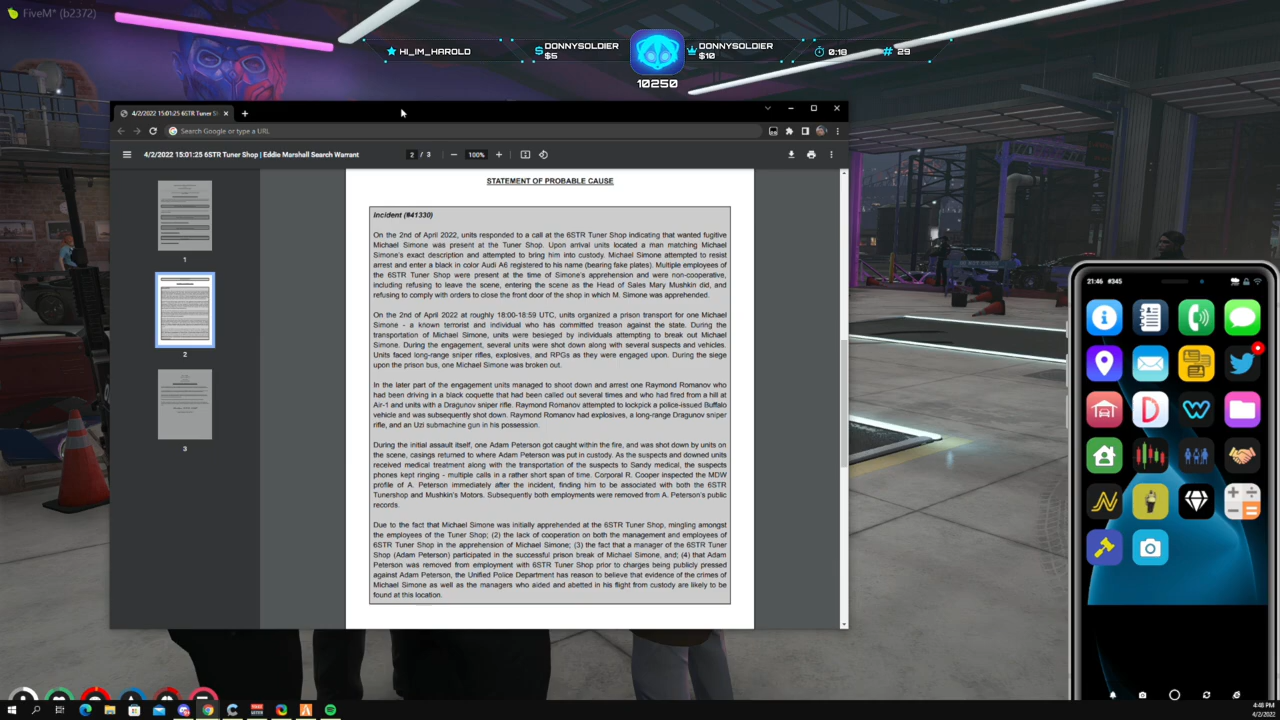 FiveM* (b2372)
HI_IM_HAROLD
DONNYSOLDIER
$5
DONNYSOLDIER
$10
0:18
# 29
10250
4/2/2022 15:01:25 6STR Tuner Sh
Search Google or type a URL
4/2/2022 15:01:25 6STR Tuner Shop | Eddie Marshall Search Warrant
2 / 3
100%
1
2
3
STATEMENT OF PROBABLE CAUSE
Incident (#41330)
On the 2nd of April 2022, units responded to a call at the 6STR Tuner Shop indicating that wanted fugitive
Michael Simone was present at the Tuner Shop. Upon arrival units located a man matching Michael
Simone's exact description and attempted to bring him into custody. Michael Simone attempted to resist
arrest and enter a black in color Audi A6 registered to his name (bearing fake plates). Multiple employees of
the 6STR Tuner Shop were present at the time of Simone's apprehension and were non-cooperative,
including refusing to leave the scene, entering the scene as the Head of Sales Mary Mushkin did, and
refusing to comply with orders to close the front door of the shop in which M. Simone was apprehended.
On the 2nd of April 2022 at roughly 18:00-18:59 UTC, units organized a prison transport for one Michael
Simone - a known terrorist and individual who has committed treason against the state. During the
transportation of Michael Simone, units were besieged by individuals attempting to break out Michael
Simone. During the engagement, several units were shot down along with several suspects and vehicles.
Units faced long-range sniper rifles, explosives, and RPGs as they were engaged upon. During the siege
upon the prison bus, one Michael Simone was broken out.
In the later part of the engagement units managed to shoot down and arrest one Raymond Romanov who
had been driving in a black coquette that had been called out several times and who had fired from a hill at
Air-1 and units with a Dragunov sniper rifle. Raymond Romanov attempted to lockpick a police-issued Buffalo
vehicle and was subsequently shot down. Raymond Romanov had explosives, a long-range Dragunov sniper
rifle, and an Uzi submachine gun in his possession.
During the initial assault itself, one Adam Peterson got caught within the fire, and was shot down by units on
the scene, casings returned to where Adam Peterson was put in custody. As the suspects and downed units
received medical treatment along with the transportation of the suspects to Sandy medical, the suspects
phones kept ringing - multiple calls in a rather short span of time. Corporal R. Cooper inspected the MDW
profile of A. Peterson immediately after the incident, finding him to be associated with both the 6STR
Tunershop and Mushkin's Motors. Subsequently both employments were removed from A. Peterson's public
records.
Due to the fact that Michael Simone was initially apprehended at the 6STR Tuner Shop, mingling amongst
the employees of the Tuner Shop; (2) the lack of cooperation on both the management and employees of
6STR Tuner Shop in the apprehension of Michael Simone; (3) the fact that a manager of the 6STR Tuner
Shop (Adam Peterson) participated in the successful prison break of Michael Simone, and; (4) that Adam
Peterson was removed from employment with 6STR Tuner Shop prior to charges being publicly pressed
against Adam Peterson, the Unified Police Department has reason to believe that evidence of the crimes of
Michael Simone as well as the managers who aided and abetted in his flight from custody are likely to be
found at this location.
21:46 #345
4:48 PM
4/2/2022